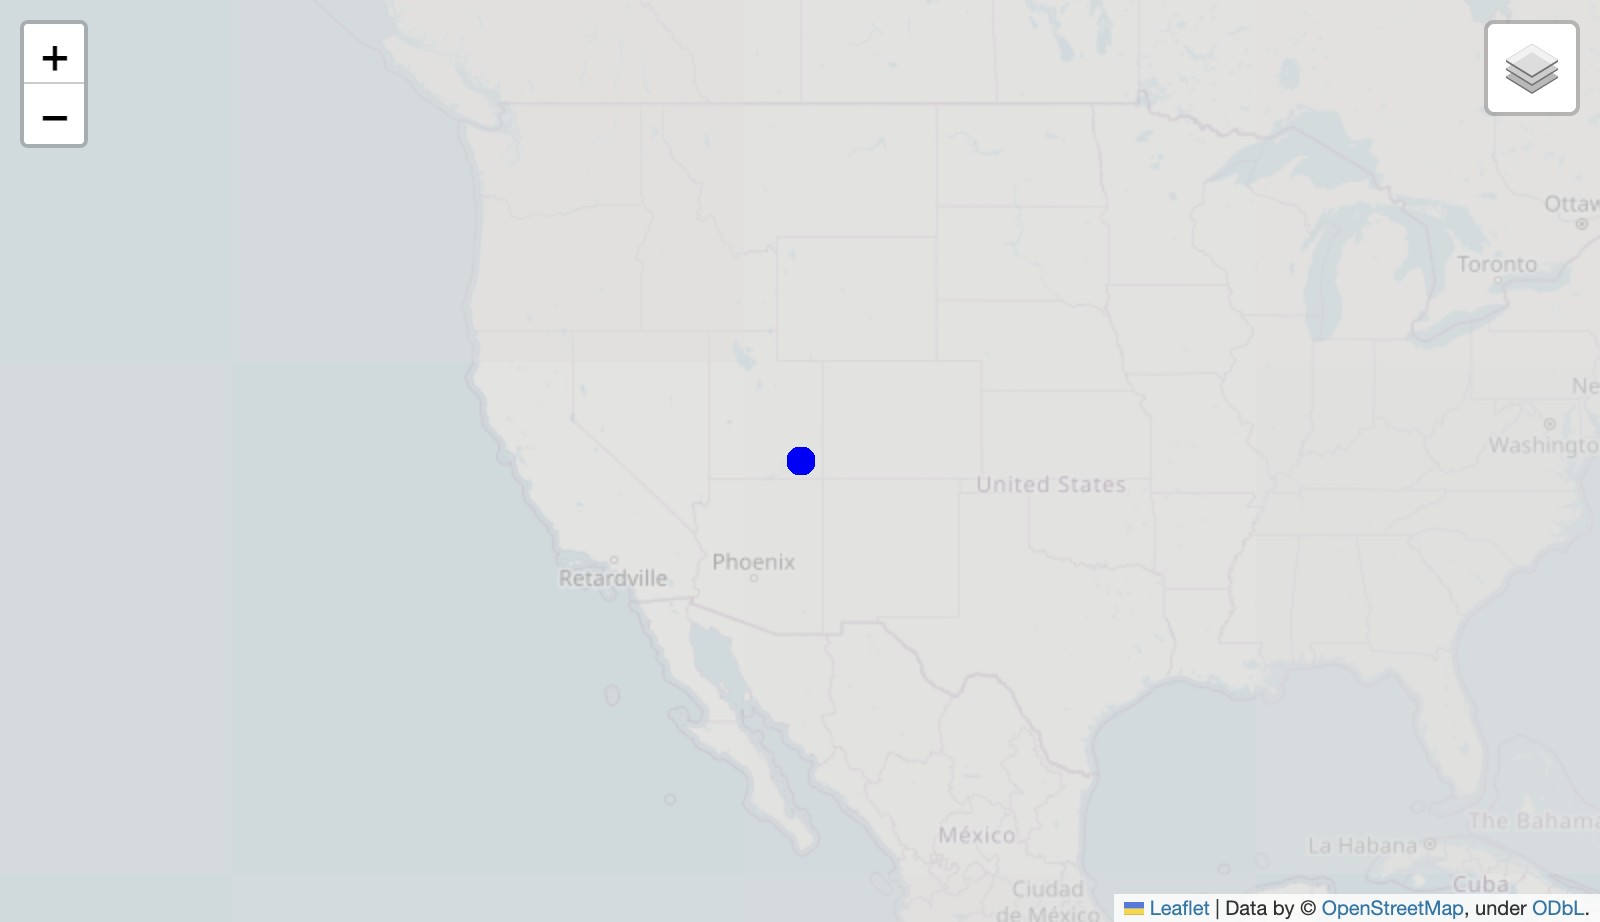 +
−
Ottaw
Toronto
Ne
Washingto
United States
Phoenix
Retardville
México
The Bahama
La Habana
Cuba
Ciudad
de México
Leaflet | Data by © OpenStreetMap, under ODbL.